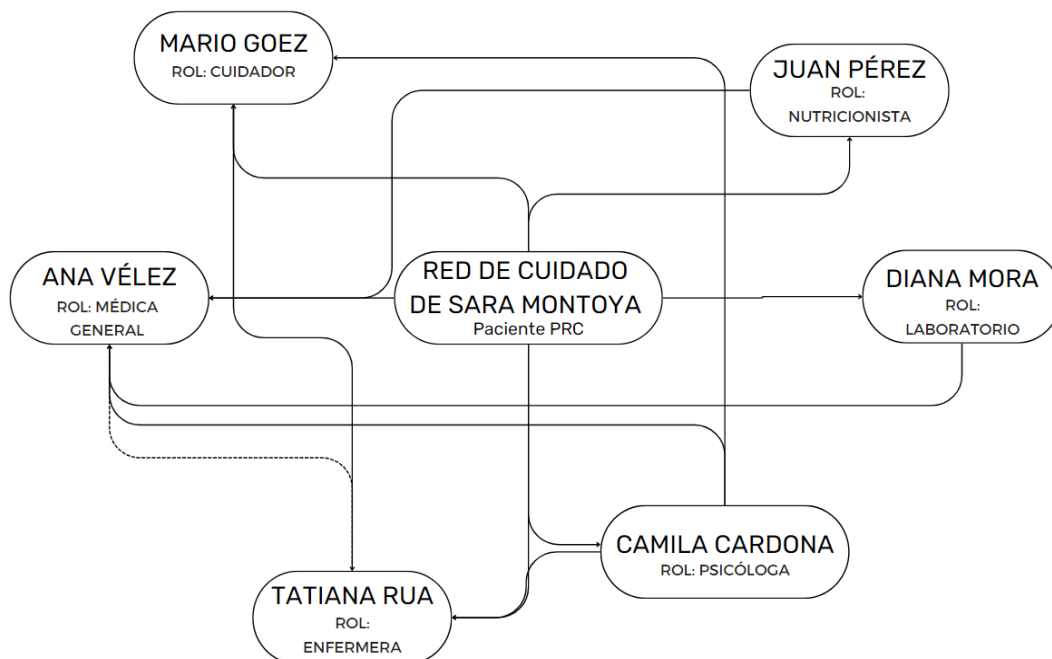 MARIO GOEZ
ROL: CUIDADOR
JUAN PÉREZ
ROL:
NUTRICIONISTA
ANA VÉLEZ
ROL: MÉDICA
GENERAL
RED DE CUIDADO
DE SARA MONTOYA
Paciente PRC
DIANA MORA
ROL:
LABORATORIO
CAMILA CARDONA
ROL: PSICÓLOGA
TATIANA RUA
ROL:
ENFERMERA